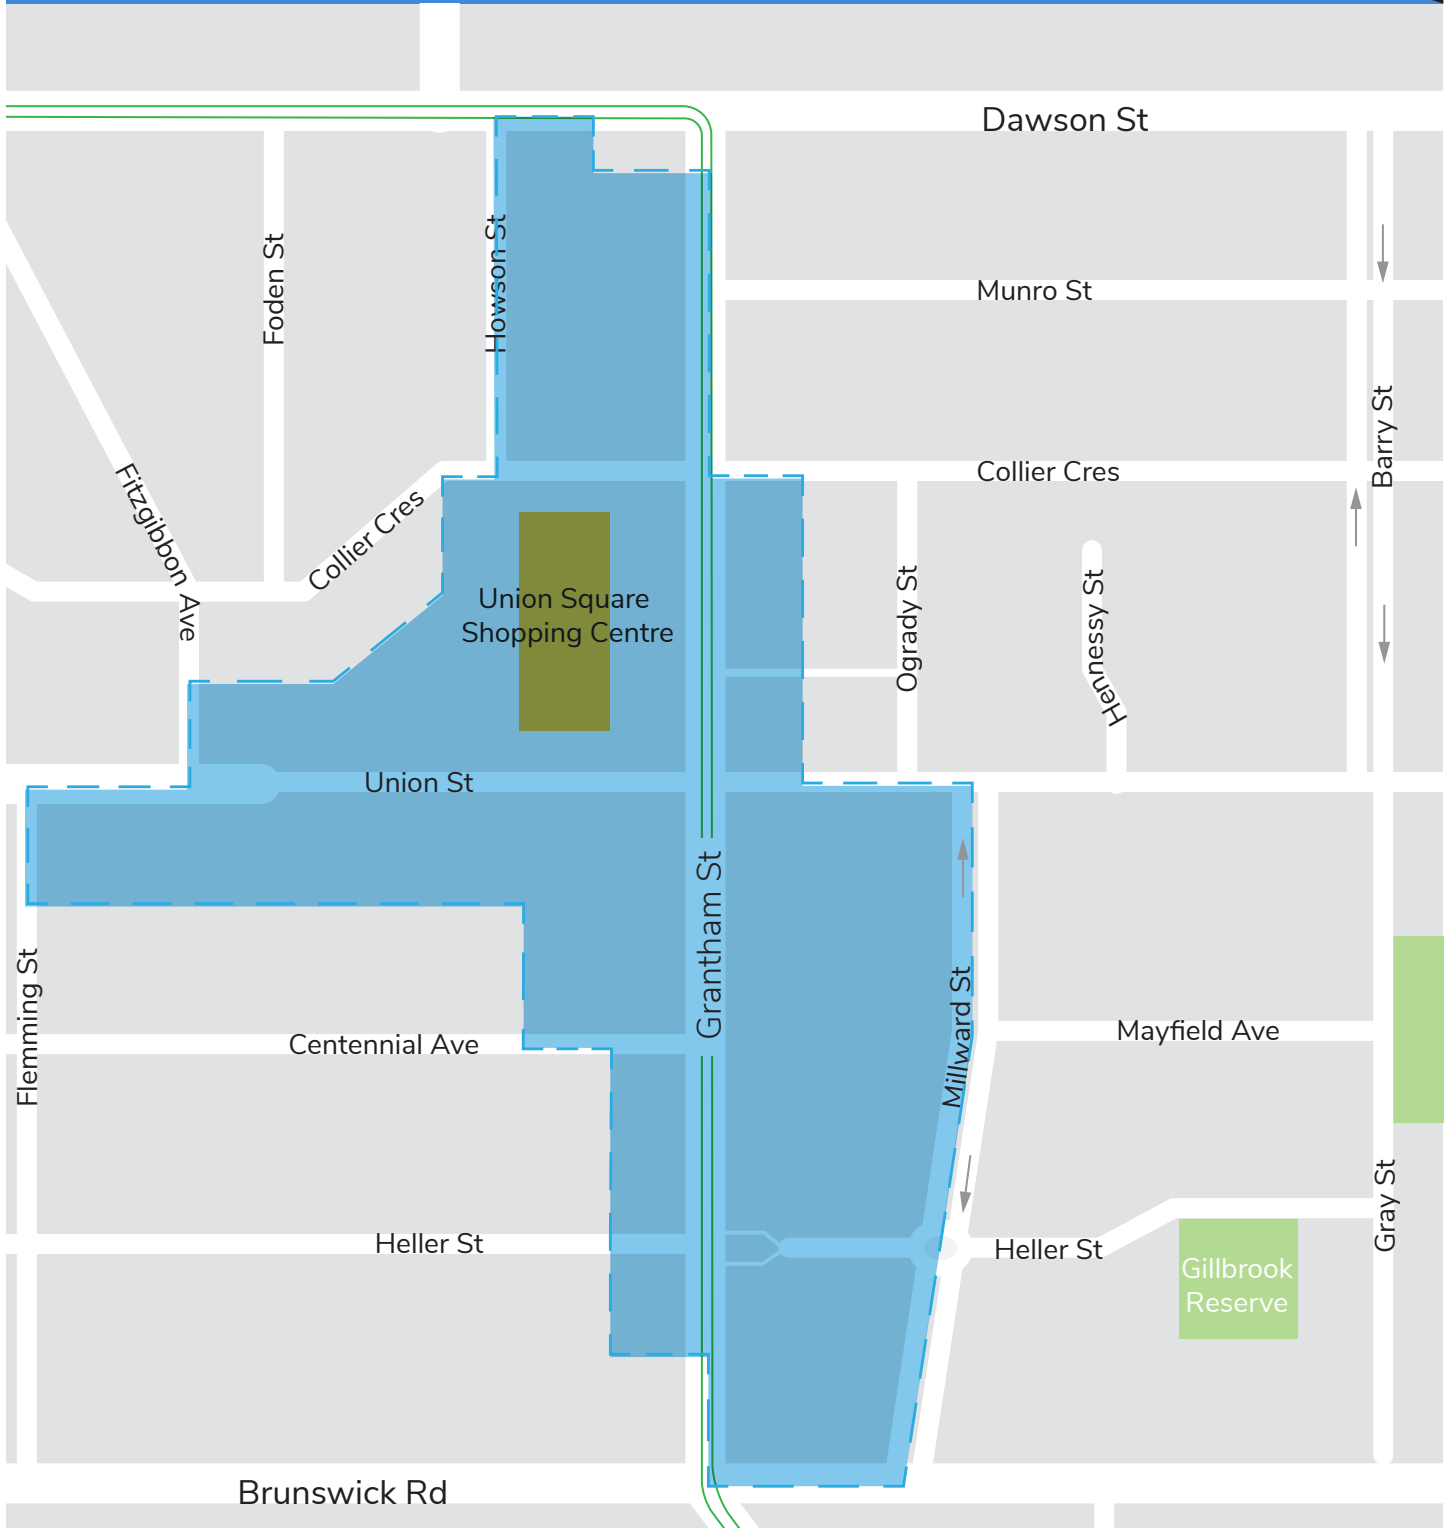 Dawson St
Foden St
Howson St
Munro St
Barry St
Collier Cres
Fitzgibbon Ave
Collier Cres
Union Square
Shopping Centre
Ogrady St
Hennessy St
Union St
Grantham St
Millward St
Flemming St
Centennial Ave
Mayfield Ave
Gray St
Heller St
Heller St
Gillbrook
Reserve
Brunswick Rd